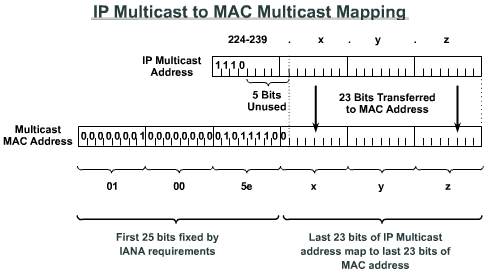 IP Multicast to MAC Multicast Mapping
224-239 . x . y . z
IP Multicast Address
1 1 1 0
5 Bits Unused
23 Bits Transferred to MAC Address
Multicast MAC Address
0 0 0 0 0 0 0 1 0 0 0 0 0 0 0 0 0 1 0 1 1 1 1 0 0
01 00 5e x y z
First 25 bits fixed by IANA requirements
Last 23 bits of IP Multicast address map to last 23 bits of MAC address